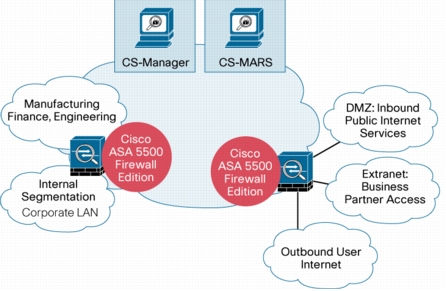 CS-Manager
CS-MARS
Manufacturing
Finance, Engineering
Cisco
ASA 5500
Firewall
Edition
Internal
Segmentation
Corporate LAN
Cisco
ASA 5500
Firewall
Edition
DMZ: Inbound
Public Internet
Services
Extranet:
Business
Partner Access
Outbound User
Internet